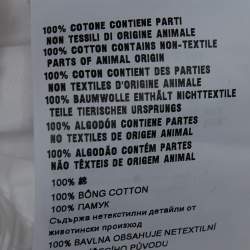 100% COTONE CONTIENE PARTI
NON TESSILI DI ORIGINE ANIMALE
100% COTTON CONTAINS NON-TEXTILE
PARTS OF ANIMAL ORIGIN
100% COTON CONTIENT DES PARTIES
NON TEXTILES D'ORIGINE ANIMALE
100% BAUMWOLLE ENTHÄLT NICHTTEXTILE
TEILE TIERISCHEN URSPRUNGS
100% ALGODÓN CONTIENE PARTES
NO TEXTILES DE ORIGEN ANIMAL
100% ALGODÃO CONTÉM PARTES
NÃO TÊXTEIS DE ORIGEM ANIMAL
100% 綿
100% BÔNG COTTON
100% ПАМУК
Съдържа нетекстилни детайли от
животински произход
100% BAVLNA OBSAHUJE NETEXTILNÍ
PŮVODU